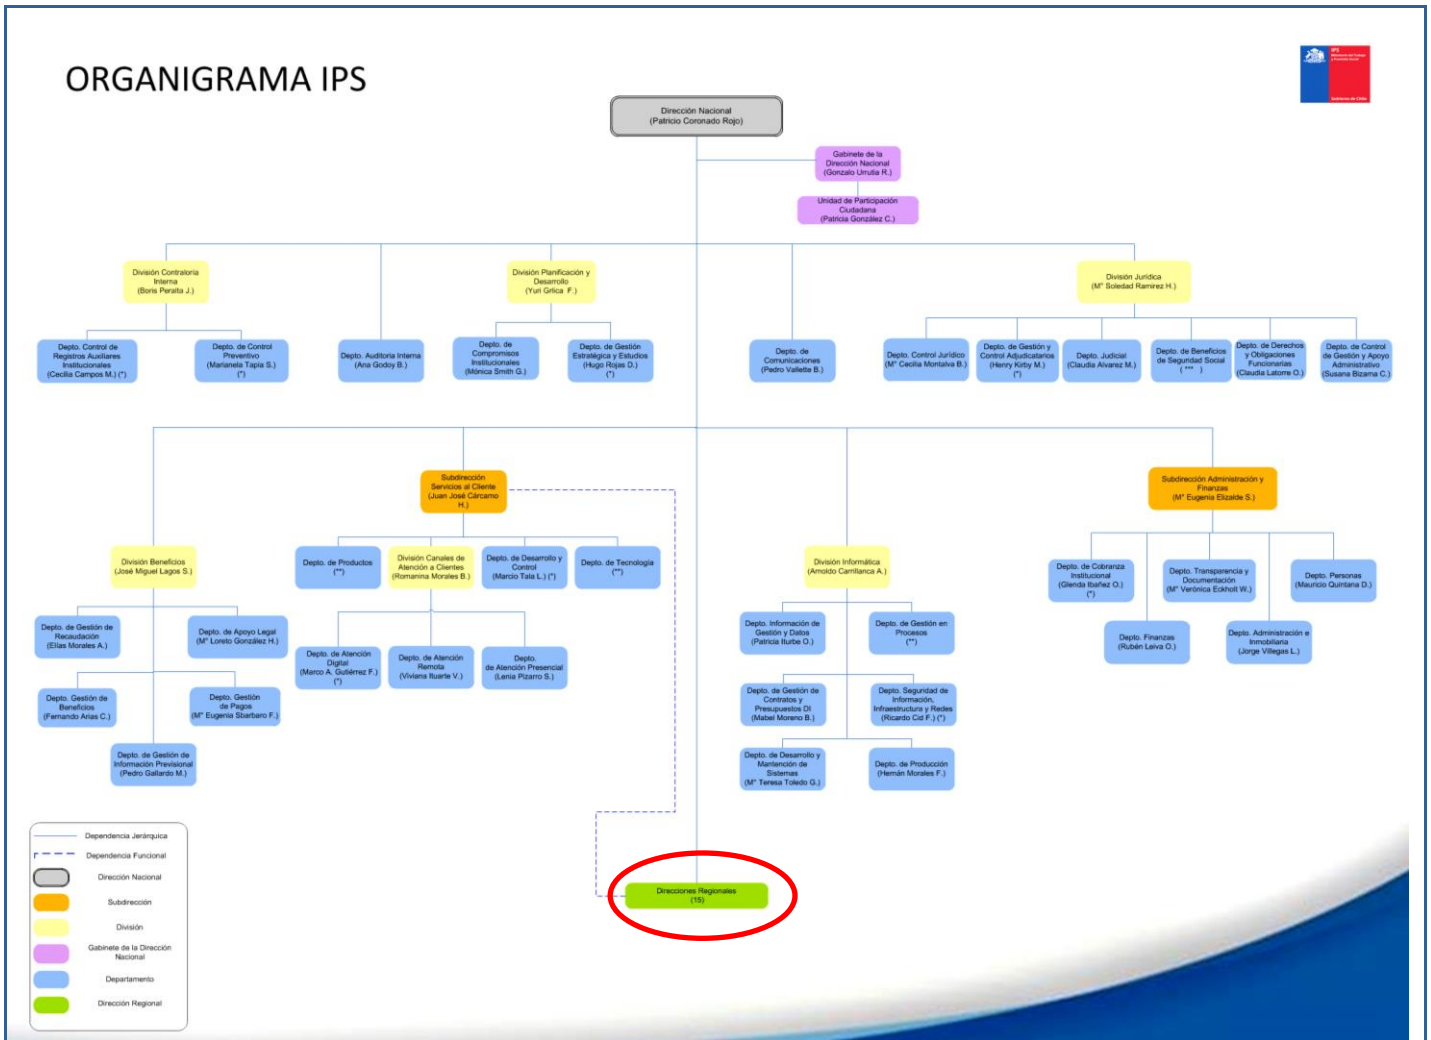 ORGANIGRAMA IPS
IPS
Ministerio del Trabajo
y Previsión Social
Gobierno de Chile
Dirección Nacional
(Patricio Coronado Rojo)
Gabinete de la
Dirección Nacional
(Gonzalo Urrutia R.)
Unidad de Participación
Ciudadana
(Patricia González C.)
División Contraloría
Interna
(Boris Peralta J.)
División Planificación y
Desarrollo
(Yuri Grlica F.)
División Jurídica
(M° Soledad Ramirez H.)
Depto. Control de
Registros Auxiliares
Institucionales
(Cecilia Campos M.) (*)
Depto. de Control
Preventivo
(Marianela Tapia S.)
(*)
Depto. Auditoria Interna
(Ana Godoy B.)
Depto. de
Compromisos
Institucionales
(Mónica Smith G.)
Depto. de Gestión
Estratégica y Estudios
(Hugo Rojas D.)
(*)
Depto. de
Comunicaciones
(Pedro Vallette B.)
Depto. Control Jurídico
(M° Cecilia Montalva B.)
Depto. de Gestión y
Control Adjudicatarios
(Henry Kirby M.)
(*)
Depto. Judicial
(Claudia Alvarez M.)
Depto. de Beneficios
de Seguridad Social
( *** )
Depto. de Derechos
y Obligaciones
Funcionarias
(Claudia Latorre O.)
Depto. de Control
de Gestión y Apoyo
Administrativo
(Susana Bizama C.)
Subdirección
Servicios al Cliente
(Juan José Cárcamo
H.)
Subdirección Administración y
Finanzas
(M° Eugenia Elizalde S.)
División Beneficios
(José Miguel Lagos S.)
Depto. de Productos
(**)
División Canales de
Atención a Clientes
(Romanina Morales B.)
Depto. de Desarrollo y
Control
(Marcio Tala L.) (*)
Depto. de Tecnología
(**)
División Informática
(Arnoldo Carrillanca A.)
Depto. de Cobranza
Institucional
(Glenda Ibañez O.)
(*)
Depto. Transparencia y
Documentación
(M° Verónica Eckholt W.)
Depto. Personas
(Mauricio Quintana D.)
Depto. Finanzas
(Rubén Leiva O.)
Depto. Administración e
Inmobiliaria
(Jorge Villegas L.)
Depto. de Gestión de
Recaudación
(Elías Morales A.)
Depto. de Apoyo Legal
(M° Loreto González H.)
Depto. de Atención
Digital
(Marco A. Gutiérrez F.)
(*)
Depto. de Atención
Remota
(Viviana Ituarte V.)
Depto.
de Atención Presencial
(Lenia Pizarro S.)
Depto. Información de
Gestión y Datos
(Patricia Iturbe O.)
Depto. de Gestión en
Procesos
(**)
Depto. Gestión de
Beneficios
(Fernando Arias C.)
Depto. Gestión
de Pagos
(M° Eugenia Sbarbaro F.)
Depto. de Gestión de
Contratos y
Presupuestos DI
(Mabel Moreno B.)
Depto. Seguridad de
Información,
Infraestructura y Redes
(Ricardo Cid F.) (*)
Depto. de Gestión de
Información Previsional
(Pedro Gallardo M.)
Depto. de Desarrollo y
Mantención de
Sistemas
(M° Teresa Toledo G.)
Depto. de Producción
(Hernán Morales F.)
Direcciones Regionales
(15)
Dependencia Jerárquica
Dependencia Funcional
Dirección Nacional
Subdirección
División
Gabinete de la Dirección
Nacional
Departamento
Dirección Regional